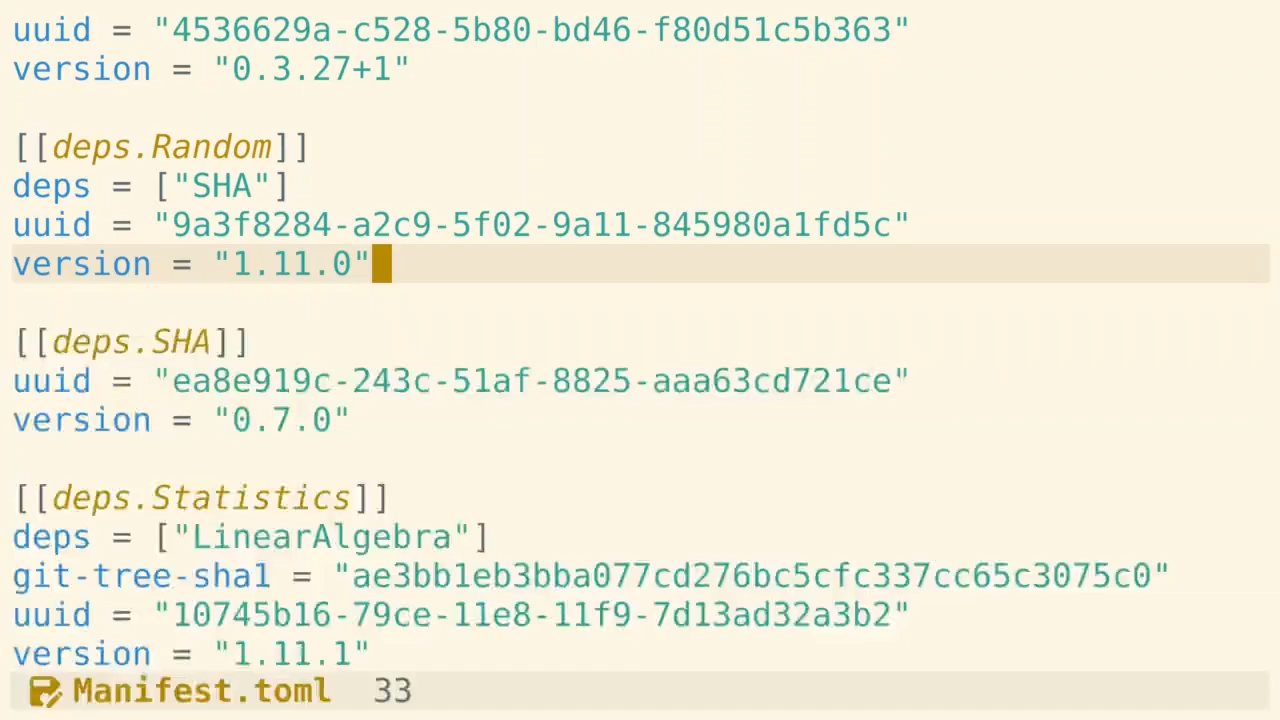 uuid = "4536629a-c528-5b80-bd46-f80d51c5b363"
version = "0.3.27+1"
[[deps.Random]]
deps = ["SHA"]
uuid = "9a3f8284-a2c9-5f02-9a11-845980a1fd5c"
version = "1.11.0"
[[deps.SHA]]
uuid = "ea8e919c-243c-51af-8825-aaa63cd721ce"
version = "0.7.0"
[[deps.Statistics]]
deps = ["LinearAlgebra"]
git-tree-sha1 = "ae3bb1eb3bba077cd276bc5cfc337cc65c3075c0"
uuid = "10745b16-79ce-11e8-11f9-7d13ad32a3b2"
version = "1.11.1"
Manifest.toml 33